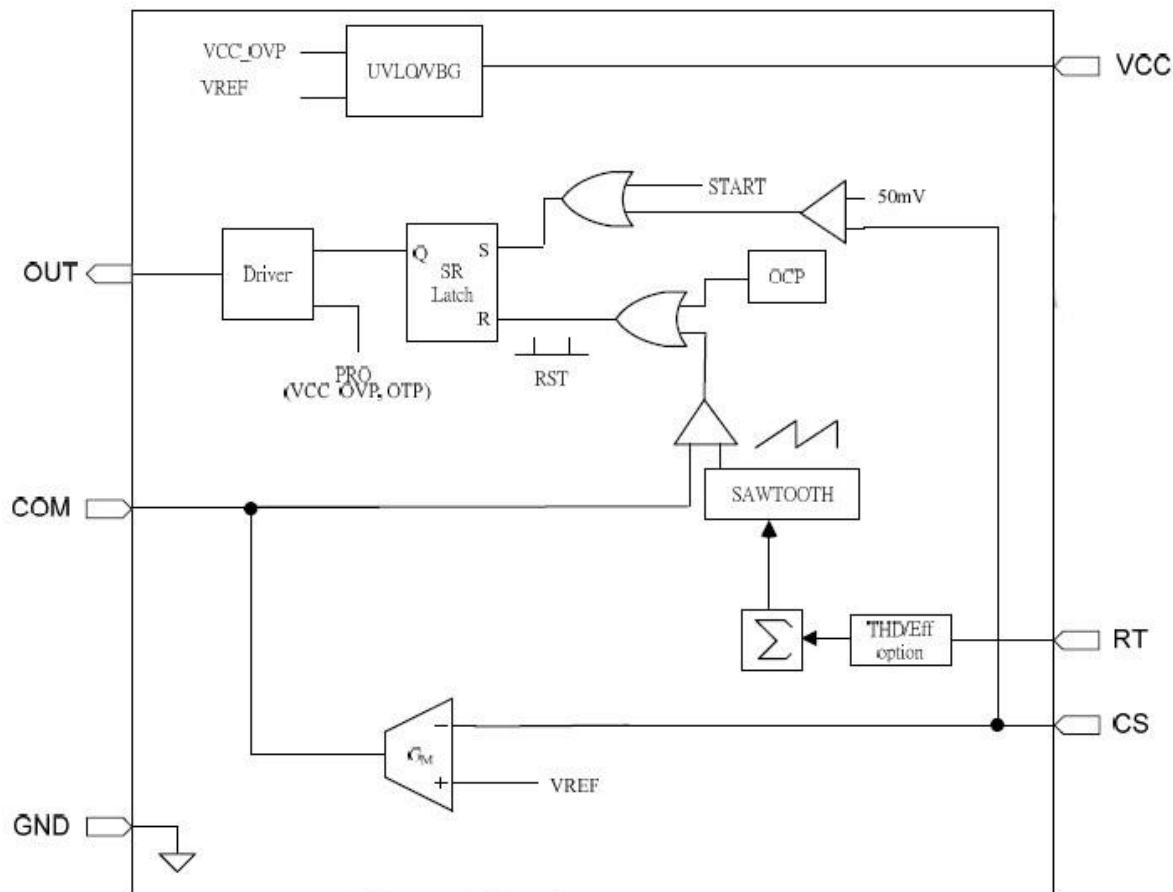 VCC_OVP
UVLO/VBG
VREF
VCC
START
50mV
OUT
Driver
Q
S
SR
Latch
R
OCP
PRO
(VCC OVP, OTP)
RST
COM
SAWTOOTH
Σ
THD/Eff
option
RT
CS
−
GM
+
VREF
GND